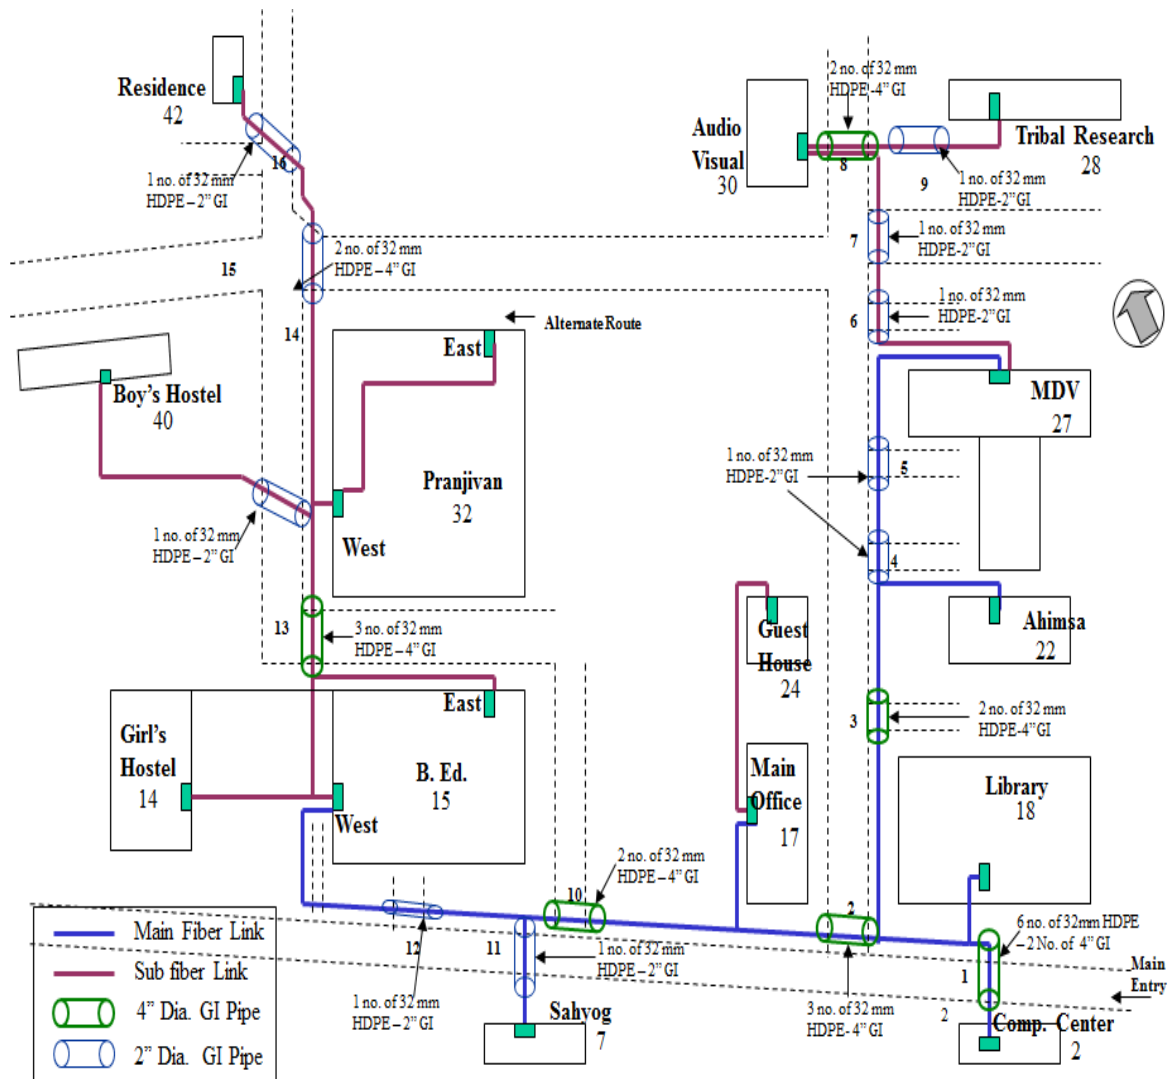 Residence
42
1 no. of 32 mm
HDPE – 2” GI
16
2 no. of 32 mm
HDPE – 4” GI
15
14
Alternate Route
East
Boy's Hostel
40
Pranjivan
32
West
1 no. of 32 mm
HDPE – 2” GI
13
3 no. of 32 mm
HDPE – 4” GI
East
Girl's
Hostel
14
B. Ed.
15
West
2 no. of 32 mm
HDPE -4” GI
Audio
Visual
30
8
Tribal Research
28
9
1 no. of 32 mm
HDPE-2” GI
7
1 no. of 32 mm
HDPE-2” GI
1 no. of 32 mm
HDPE-2” GI
6
MDV
27
1 no. of 32 mm
HDPE-2” GI
5
4
Guest
House
24
Ahimsa
22
3
2 no. of 32 mm
HDPE-4” GI
Main
Office
17
Library
18
2 no. of 32 mm
HDPE – 4” GI
10
2
6 no. of 32mm HDPE
– 2 No. of 4” GI
12
11
1 no. of 32 mm
HDPE – 2” GI
1
Main
Entry
1 no. of 32 mm
HDPE – 2” GI
3 no. of 32 mm
HDPE- 4” GI
2
Sahyog
7
Comp. Center
2
Main Fiber Link
Sub fiber Link
4” Dia. GI Pipe
2” Dia. GI Pipe